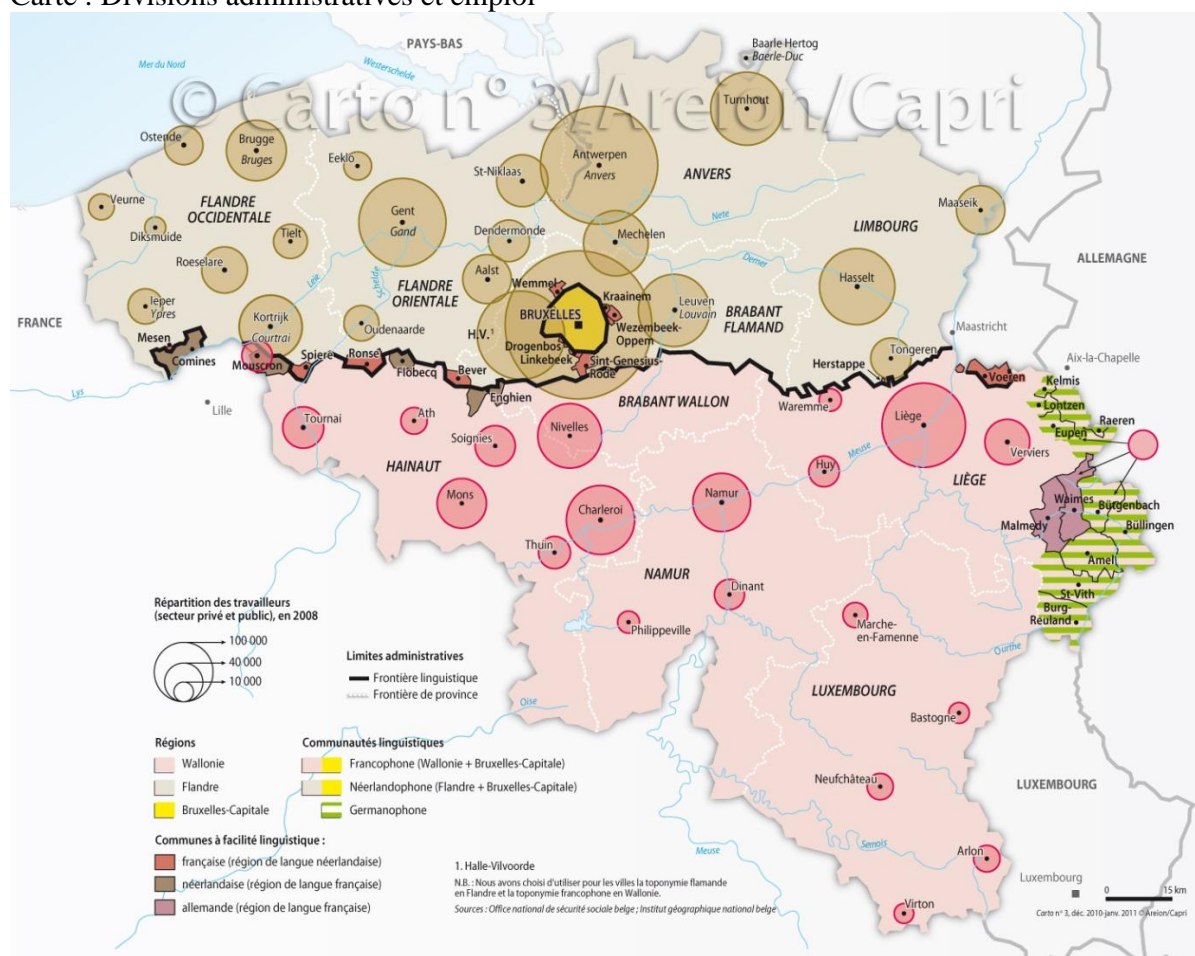 Carte : Divisions administratives et emploi
PAYS-BAS
Mer du Nord
Westerschelde
Baarle Hertog
Baerle-Duc
© Carto n° 3/Areion/Capri
Turnhout
Ostende
Brugge
Bruges
Eeklo
Antwerpen
Anvers
St-Niklaas
ANVERS
Veurne
FLANDRE
OCCIDENTALE
Gent
Gand
Nete
Maaseik
Diksmuide
Tielt
Dendermonde
Mechelen
LIMBOURG
Roeselare
Leie
Schelde
Aalst
Demer
Hasselt
ALLEMAGNE
FLANDRE
ORIENTALE
Wemmel
Kraainem
Ieper
Ypres
BRUXELLES
Leuven
Louvain
BRABANT
FLAMAND
FRANCE
Kortrijk
Courtrai
Oudenaarde
H.V.¹
Wezembeek-
Oppem
Maastricht
Mesen
Drogenbos
Linkebeek
Comines
Mouscron
Spiere
Ronse
Flobecq
Bever
Sint-Genesius-
Rode
Herstappe
Tongeren
Aix-la-Chapelle
Voeren
Kelmis
Lys
Lille
Enghien
BRABANT WALLON
Waremme
Lontzen
Tournai
Ath
Nivelles
Liège
Eupen
Raeren
Soignies
Meuse
Verviers
HAINAUT
Huy
LIÈGE
Mons
Charleroi
Namur
Waimes
Bütgenbach
Malmedy
Büllingen
Thuin
Amel
NAMUR
Dinant
St-Vith
Répartition des travailleurs
(secteur privé et public), en 2008
Philippeville
Marche-
en-Famenne
Burg-
Reuland
100 000
40 000
10 000
Ourthe
Limites administratives
Frontière linguistique
Frontière de province
LUXEMBOURG
Oise
Bastogne
Régions
Wallonie
Flandre
Bruxelles-Capitale
Communautés linguistiques
Francophone (Wallonie + Bruxelles-Capitale)
Néerlandophone (Flandre + Bruxelles-Capitale)
Germanophone
Neufchâteau
LUXEMBOURG
Communes à facilité linguistique :
française (région de langue néerlandaise)
néerlandaise (région de langue française)
allemande (région de langue française)
Meuse
Semois
Arlon
1. Halle-Vilvoorde
N.B. : Nous avons choisi d'utiliser pour les villes la toponymie flamande
en Flandre et la toponymie francophone en Wallonie.
Sources : Office national de sécurité sociale belge ; Institut géographique national belge
Luxembourg
0 15 km
Virton
Carto n° 3, déc. 2010-janv. 2011 © Areion/Capri